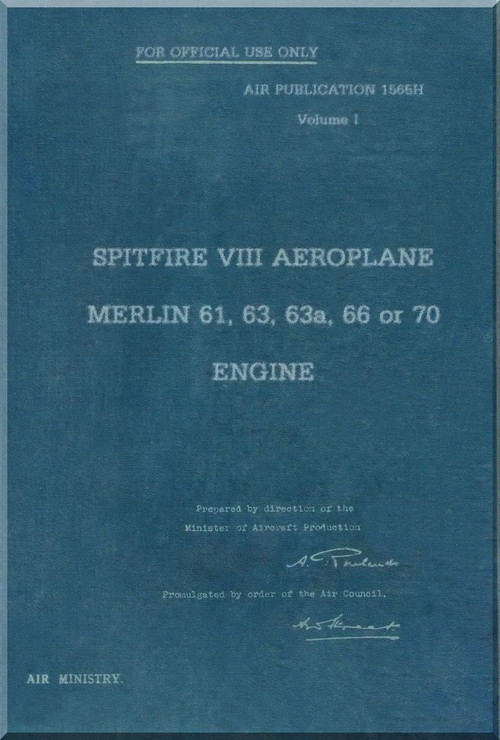 FOR OFFICIAL USE ONLY
AIR PUBLICATION 1565H
Volume I
SPITFIRE VIII AEROPLANE
MERLIN 61, 63, 63a, 66 or 70
ENGINE
Prepared by direction of the
Minister of Aircraft Production
Promulgated by order of the Air Council.
AIR MINISTRY.